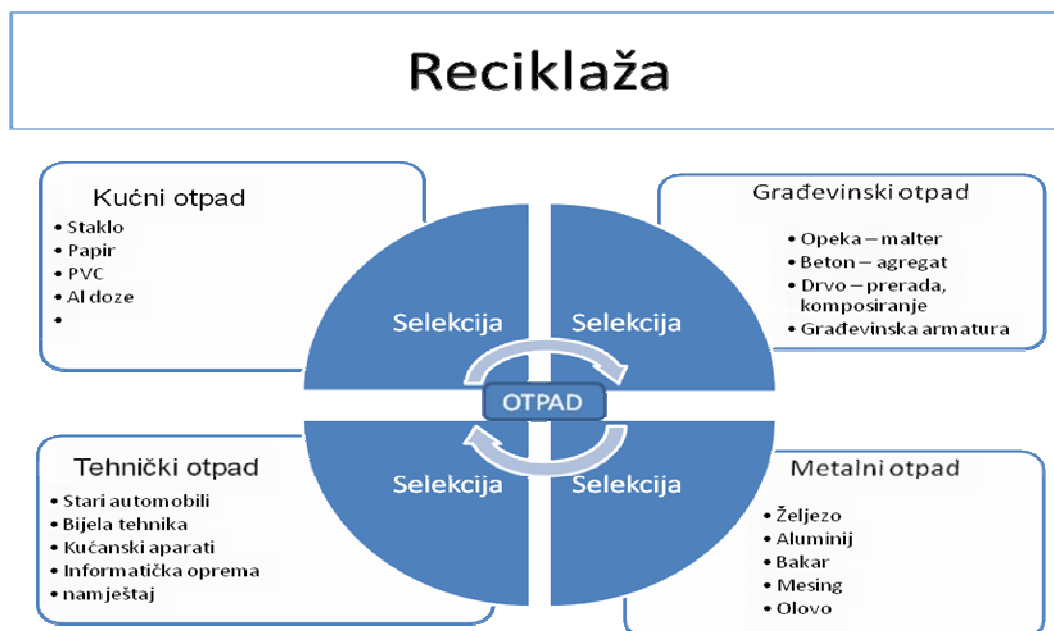 Reciklaža
Kućni otpad
• Staklo
• Papir
• PVC
• Al doze
•
Građevinski otpad
• Opeka – malter
• Beton – agregat
• Drvo – prerada,
komposiranje
• Građevinska armatura
Selekcija
Selekcija
OTPAD
Selekcija
Selekcija
Tehnički otpad
• Stari automobili
• Bijela tehnika
• Kućanski aparati
• Informatička oprema
• namještaj
Metalni otpad
• Željezo
• Aluminij
• Bakar
• Mesing
• Olovo